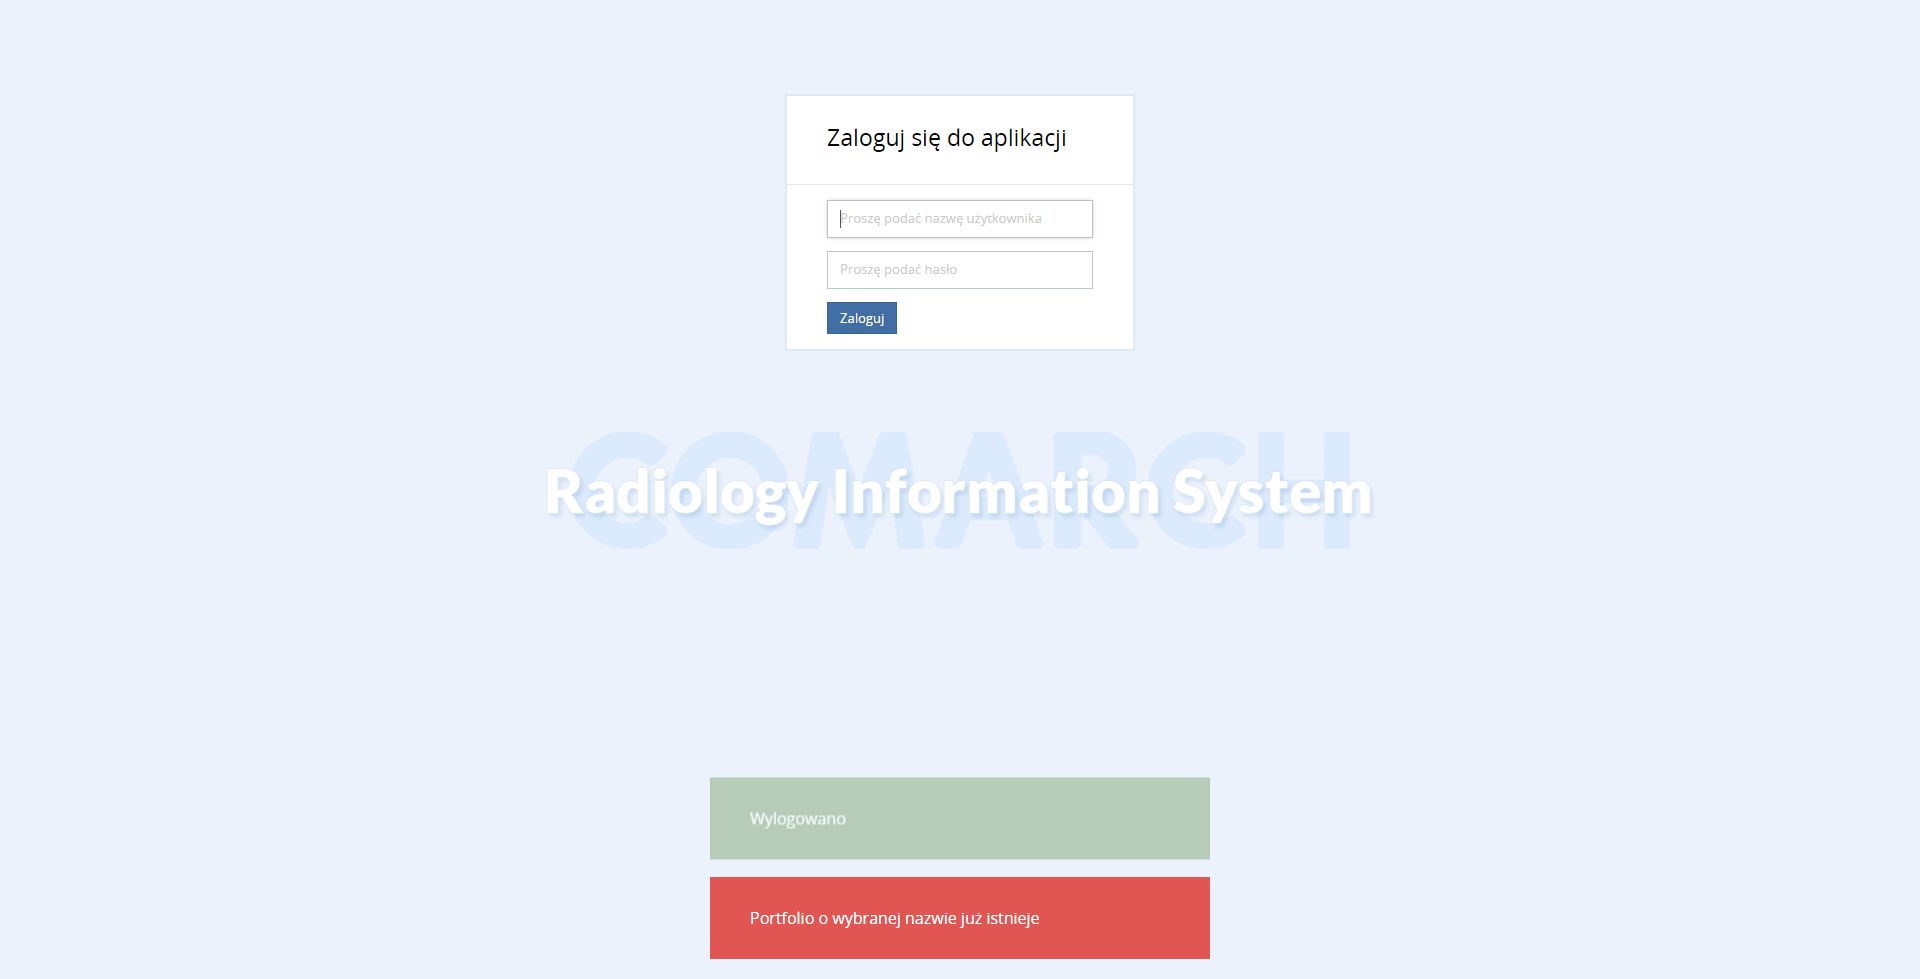 Zaloguj się do aplikacji
Proszę podać nazwę użytkownika
Proszę podać hasło
Zaloguj
COMARCH
Radiology Information System
Wylogowano
Portfolio o wybranej nazwie już istnieje